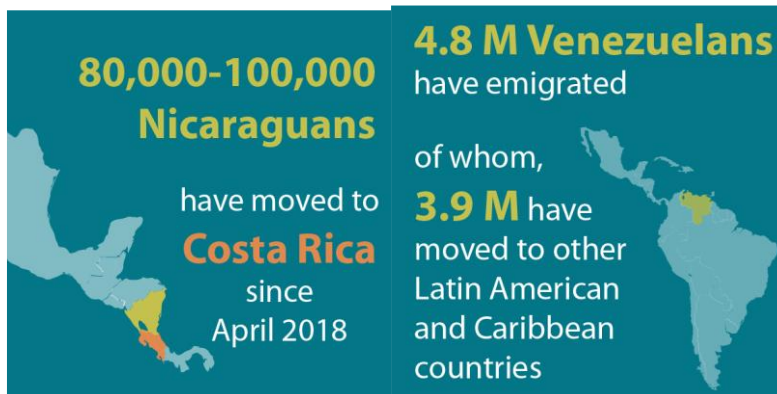 80,000-100,000
Nicaraguans
have moved to
Costa Rica
since
April 2018
4.8 M Venezuelans
have emigrated
of whom,
3.9 M have
moved to other
Latin American
and Caribbean
countries